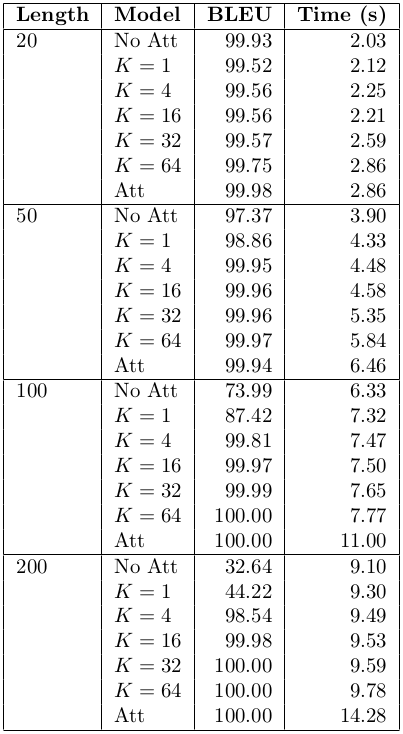 Length Model BLEU Time (s)
20 No Att 99.93 2.03
K = 1 99.52 2.12
K = 4 99.56 2.25
K = 16 99.56 2.21
K = 32 99.57 2.59
K = 64 99.75 2.86
Att 99.98 2.86
50 No Att 97.37 3.90
K = 1 98.86 4.33
K = 4 99.95 4.48
K = 16 99.96 4.58
K = 32 99.96 5.35
K = 64 99.97 5.84
Att 99.94 6.46
100 No Att 73.99 6.33
K = 1 87.42 7.32
K = 4 99.81 7.47
K = 16 99.97 7.50
K = 32 99.99 7.65
K = 64 100.00 7.77
Att 100.00 11.00
200 No Att 32.64 9.10
K = 1 44.22 9.30
K = 4 98.54 9.49
K = 16 99.98 9.53
K = 32 100.00 9.59
K = 64 100.00 9.78
Att 100.00 14.28